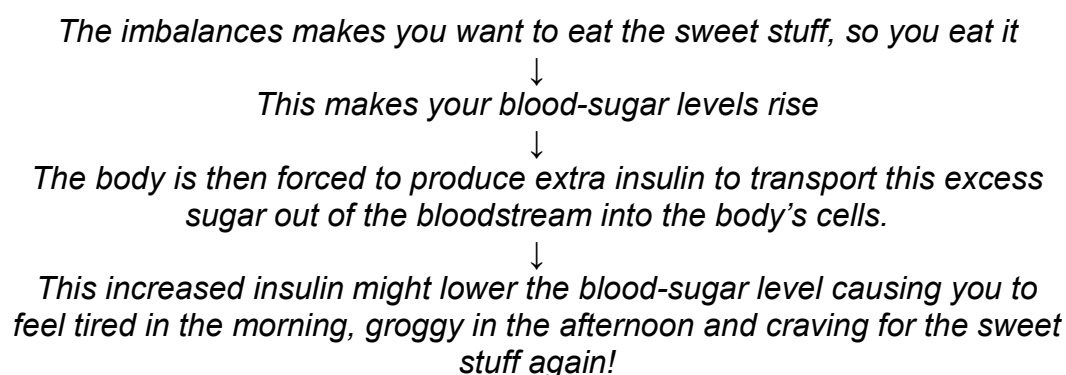 The imbalances makes you want to eat the sweet stuff, so you eat it
↓
This makes your blood-sugar levels rise
↓
The body is then forced to produce extra insulin to transport this excess
sugar out of the bloodstream into the body’s cells.
↓
This increased insulin might lower the blood-sugar level causing you to
feel tired in the morning, groggy in the afternoon and craving for the sweet
stuff again!